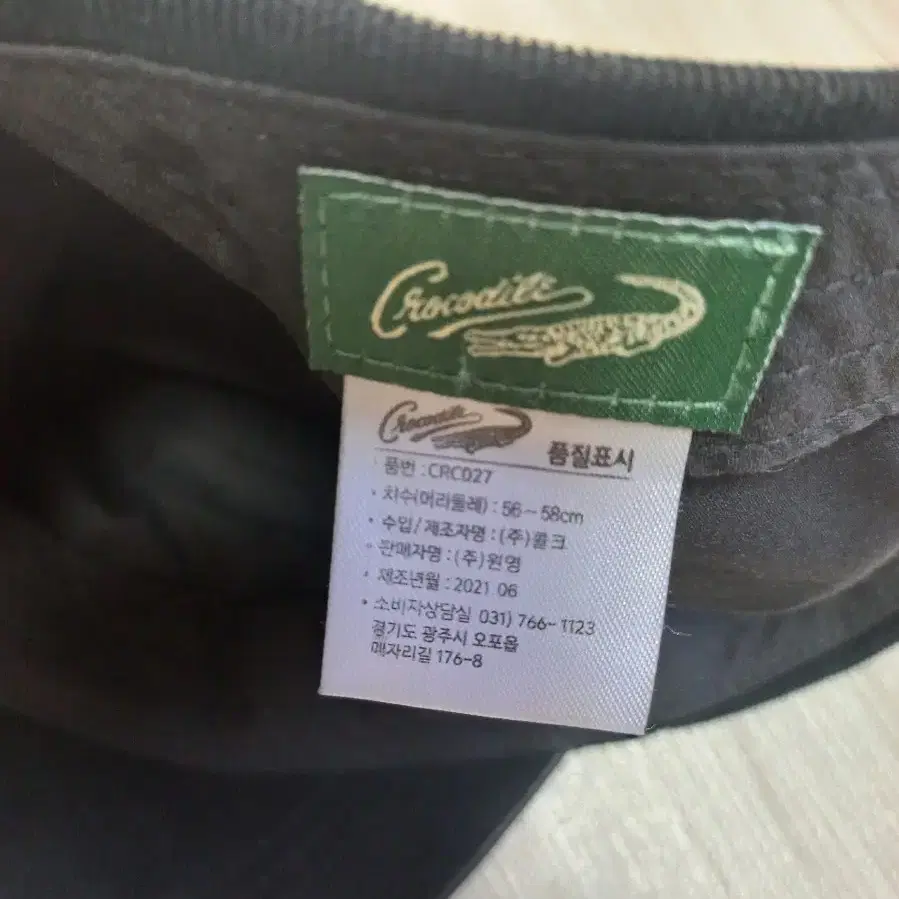 Crocodile
Crocodile
품질표시
품번 : CRC027
· 치수(머리둘레) : 56~58cm
· 수입/제조자명 : (주)콜크
· 판매자명 : (주)원영
· 제조년월 : 2021 06
· 소비자상담실 031) 766-1123
경기도 광주시 오포읍
매자리길 176-8